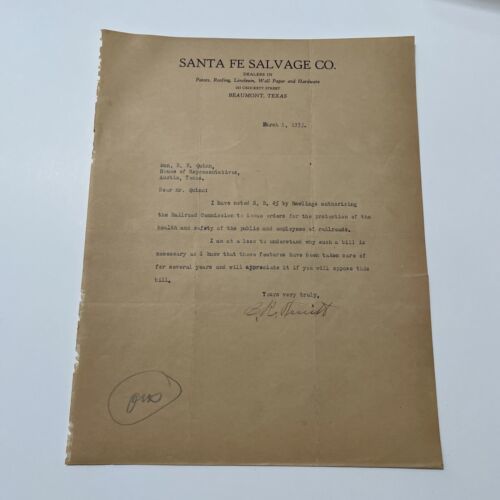 SANTA FE SALVAGE CO.
DEALERS IN
Paints, Roofing, Linoleum, Wall Paper and Hardware
CROCKETT STREET
BEAUMONT, TEXAS
March 1, 1933.
Hon. Quinn,
House of Representatives,
Austin, Texas.
Dear Mr. Quinn:
I have noted 45 by Rawlings authorizing
the Railroad Commission to issue orders for the protection of the
health and safety of the public and employees of railroads.
I am at a loss to understand why such a bill is
necessary as I know that these features have been taken care of
for several years and will appreciate it if you will oppose this
bill.
Yours very truly,